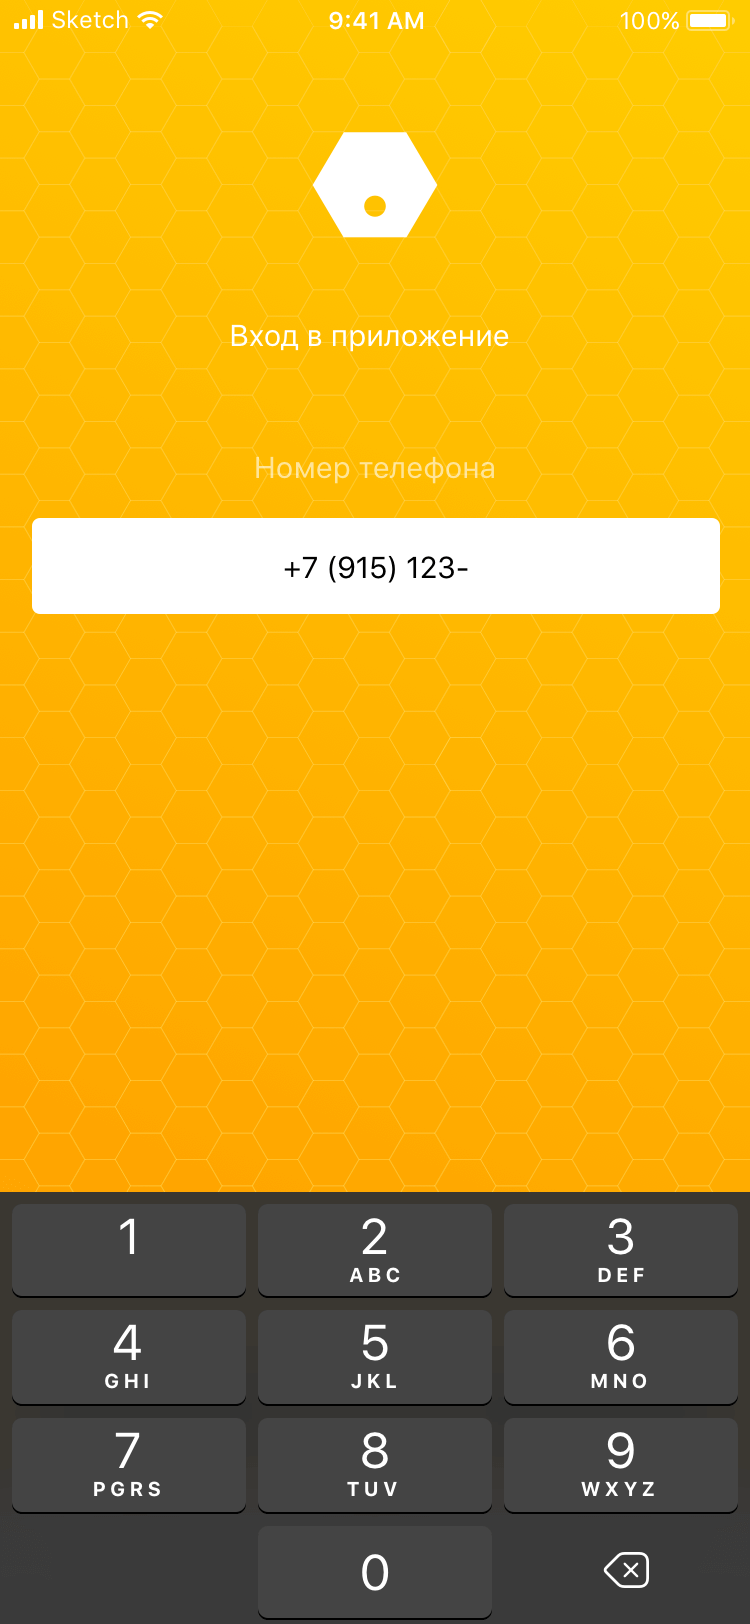 Sketch 9:41 AM 100%
Вход в приложение
Номер телефона
+7 (915) 123-
1 2 3
ABC DEF
4 5 6
GHI JKL MNO
7 8 9
PGRS TUV WXYZ
0